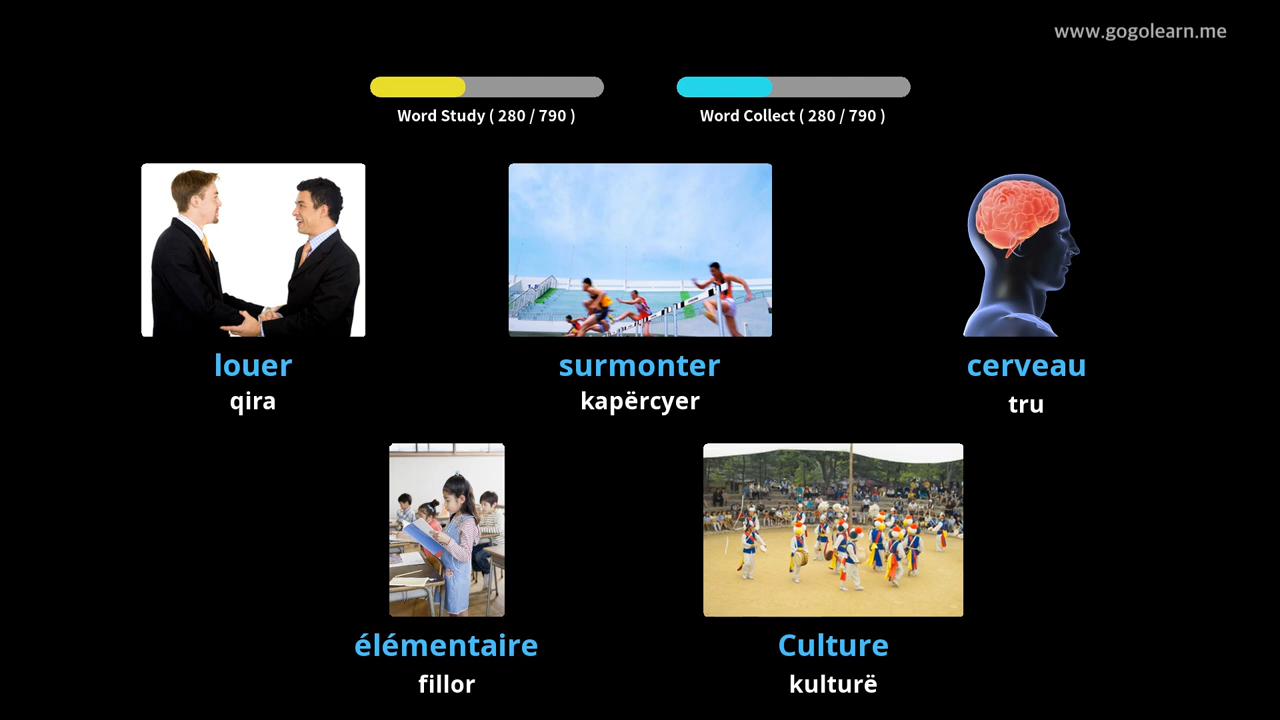 www.gogolearn.me
Word Study ( 280 / 790 )
Word Collect ( 280 / 790 )
louer
qira
surmonter
kapërcyer
cerveau
tru
élémentaire
fillor
Culture
kulturë